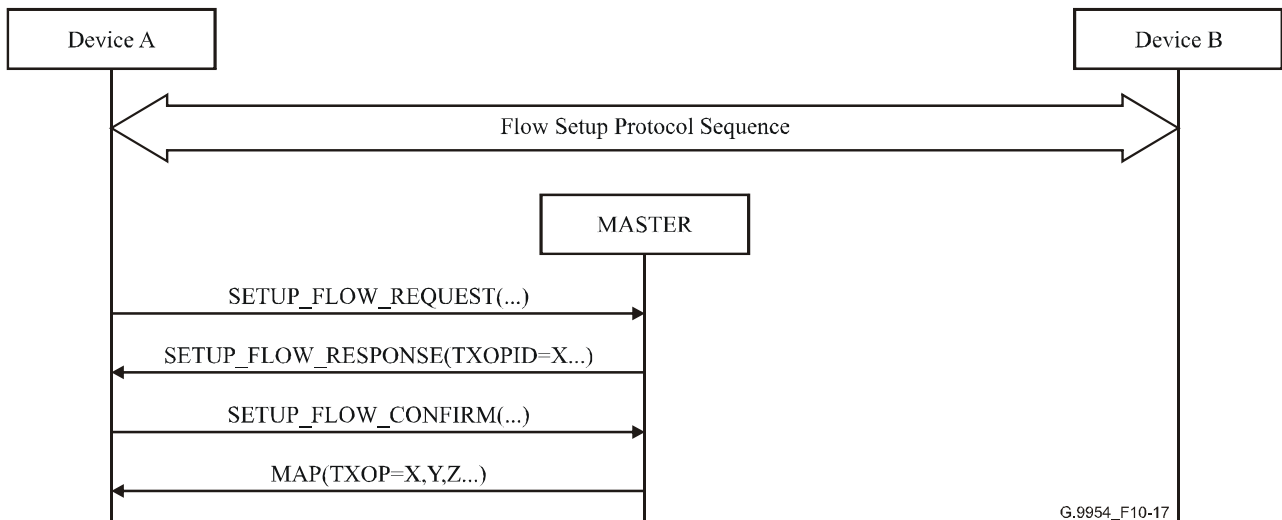 Device A
Device B
Flow Setup Protocol Sequence
MASTER
SETUP_FLOW_REQUEST(...)
SETUP_FLOW_RESPONSE(TXOPID=X...)
SETUP_FLOW_CONFIRM(...)
MAP(TXOP=X,Y,Z...)
G.9954_F10-17